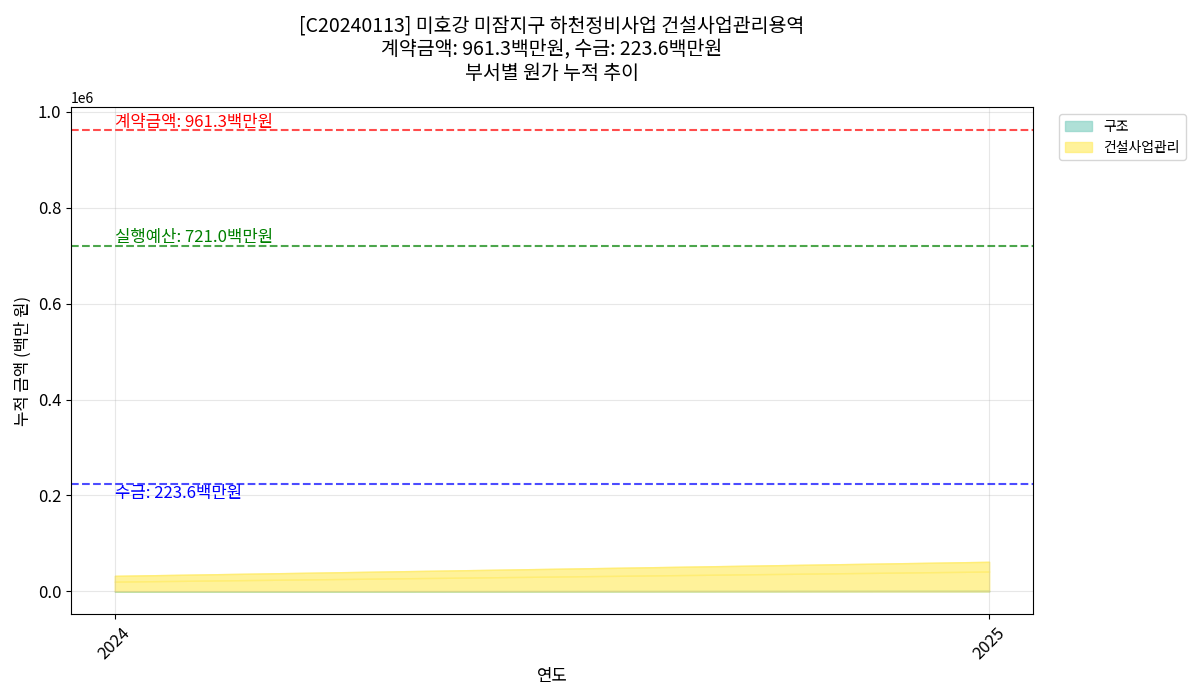 [C20240113] 미호강 미잠지구 하천정비사업 건설사업관리용역
계약금액: 961.3백만원, 수금: 223.6백만원
부서별 원가 누적 추이
1e6
1.0
0.8
0.6
0.4
0.2
0.0
누적 금액 (백만 원)
계약금액: 961.3백만원
실행예산: 721.0백만원
수금: 223.6백만원
구조
건설사업관리
2024
2025
연도